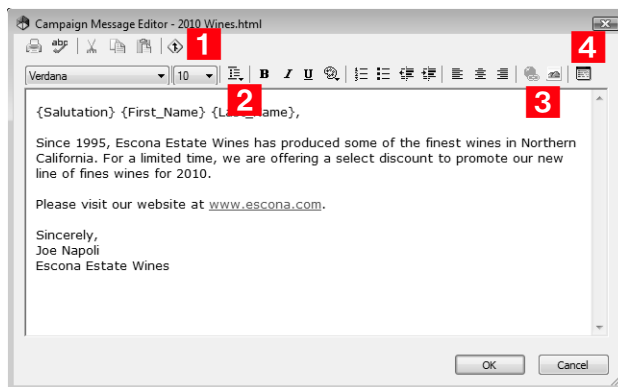 Campaign Message Editor - 2010 Wines.html
abc 1 4
Verdana 10 B I U
2 3
{Salutation} {First_Name} {La name},
Since 1995, Escona Estate Wines has produced some of the finest wines in Northern
California. For a limited time, we are offering a select discount to promote our new
line of fines wines for 2010.
Please visit our website at www.escona.com.
Sincerely,
Joe Napoli
Escona Estate Wines
OK Cancel